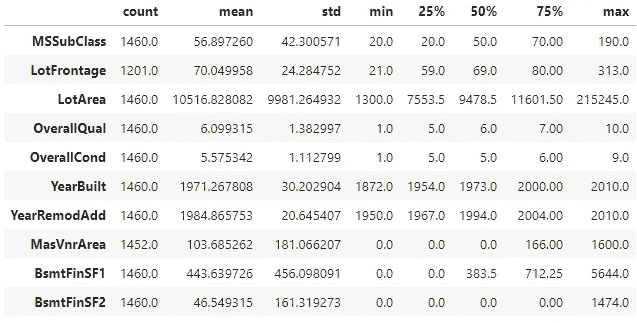 count mean std min 25% 50% 75% max
MSSubClass 1460.0 56.897260 42.300571 20.0 20.0 50.0 70.00 190.0
LotFrontage 1201.0 70.049958 24.284752 21.0 59.0 69.0 80.00 313.0
LotArea 1460.0 10516.828082 9981.264932 1300.0 7553.5 9478.5 11601.50 215245.0
OverallQual 1460.0 6.099315 1.382997 1.0 5.0 6.0 7.00 10.0
OverallCond 1460.0 5.575342 1.112799 1.0 5.0 5.0 6.00 9.0
YearBuilt 1460.0 1971.267808 30.202904 1872.0 1954.0 1973.0 2000.00 2010.0
YearRemodAdd 1460.0 1984.865753 20.645407 1950.0 1967.0 1994.0 2004.00 2010.0
MasVnrArea 1452.0 103.685262 181.066207 0.0 0.0 0.0 166.00 1600.0
BsmtFinSF1 1460.0 443.639726 456.098091 0.0 0.0 383.5 712.25 5644.0
BsmtFinSF2 1460.0 46.549315 161.319273 0.0 0.0 0.0 0.00 1474.0